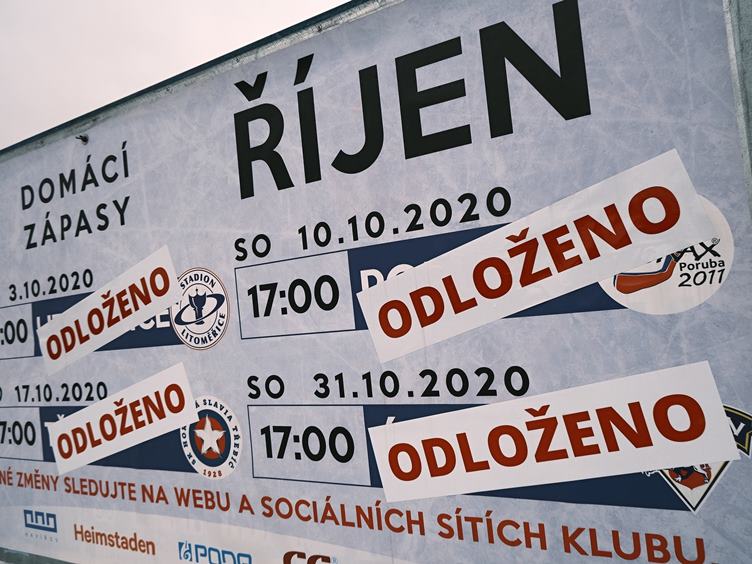 ŘÍJEN
DOMÁCÍ
ZÁPASY
3.10.2020
:00
ODLOŽENO
STADION
LITOMĚŘICE
SO 10.10.2020
17:00
ODLOŽENO
Poruba
2011
17.10.2020
7:00
ODLOŽENO
SLAVIA TŘEBÍČ
1928
SO 31.10.2020
17:00
ODLOŽENO
NÉ ZMĚNY SLEDUJTE NA WEBU A SOCIÁLNÍCH SÍTÍCH KLUBU
Heimstaden